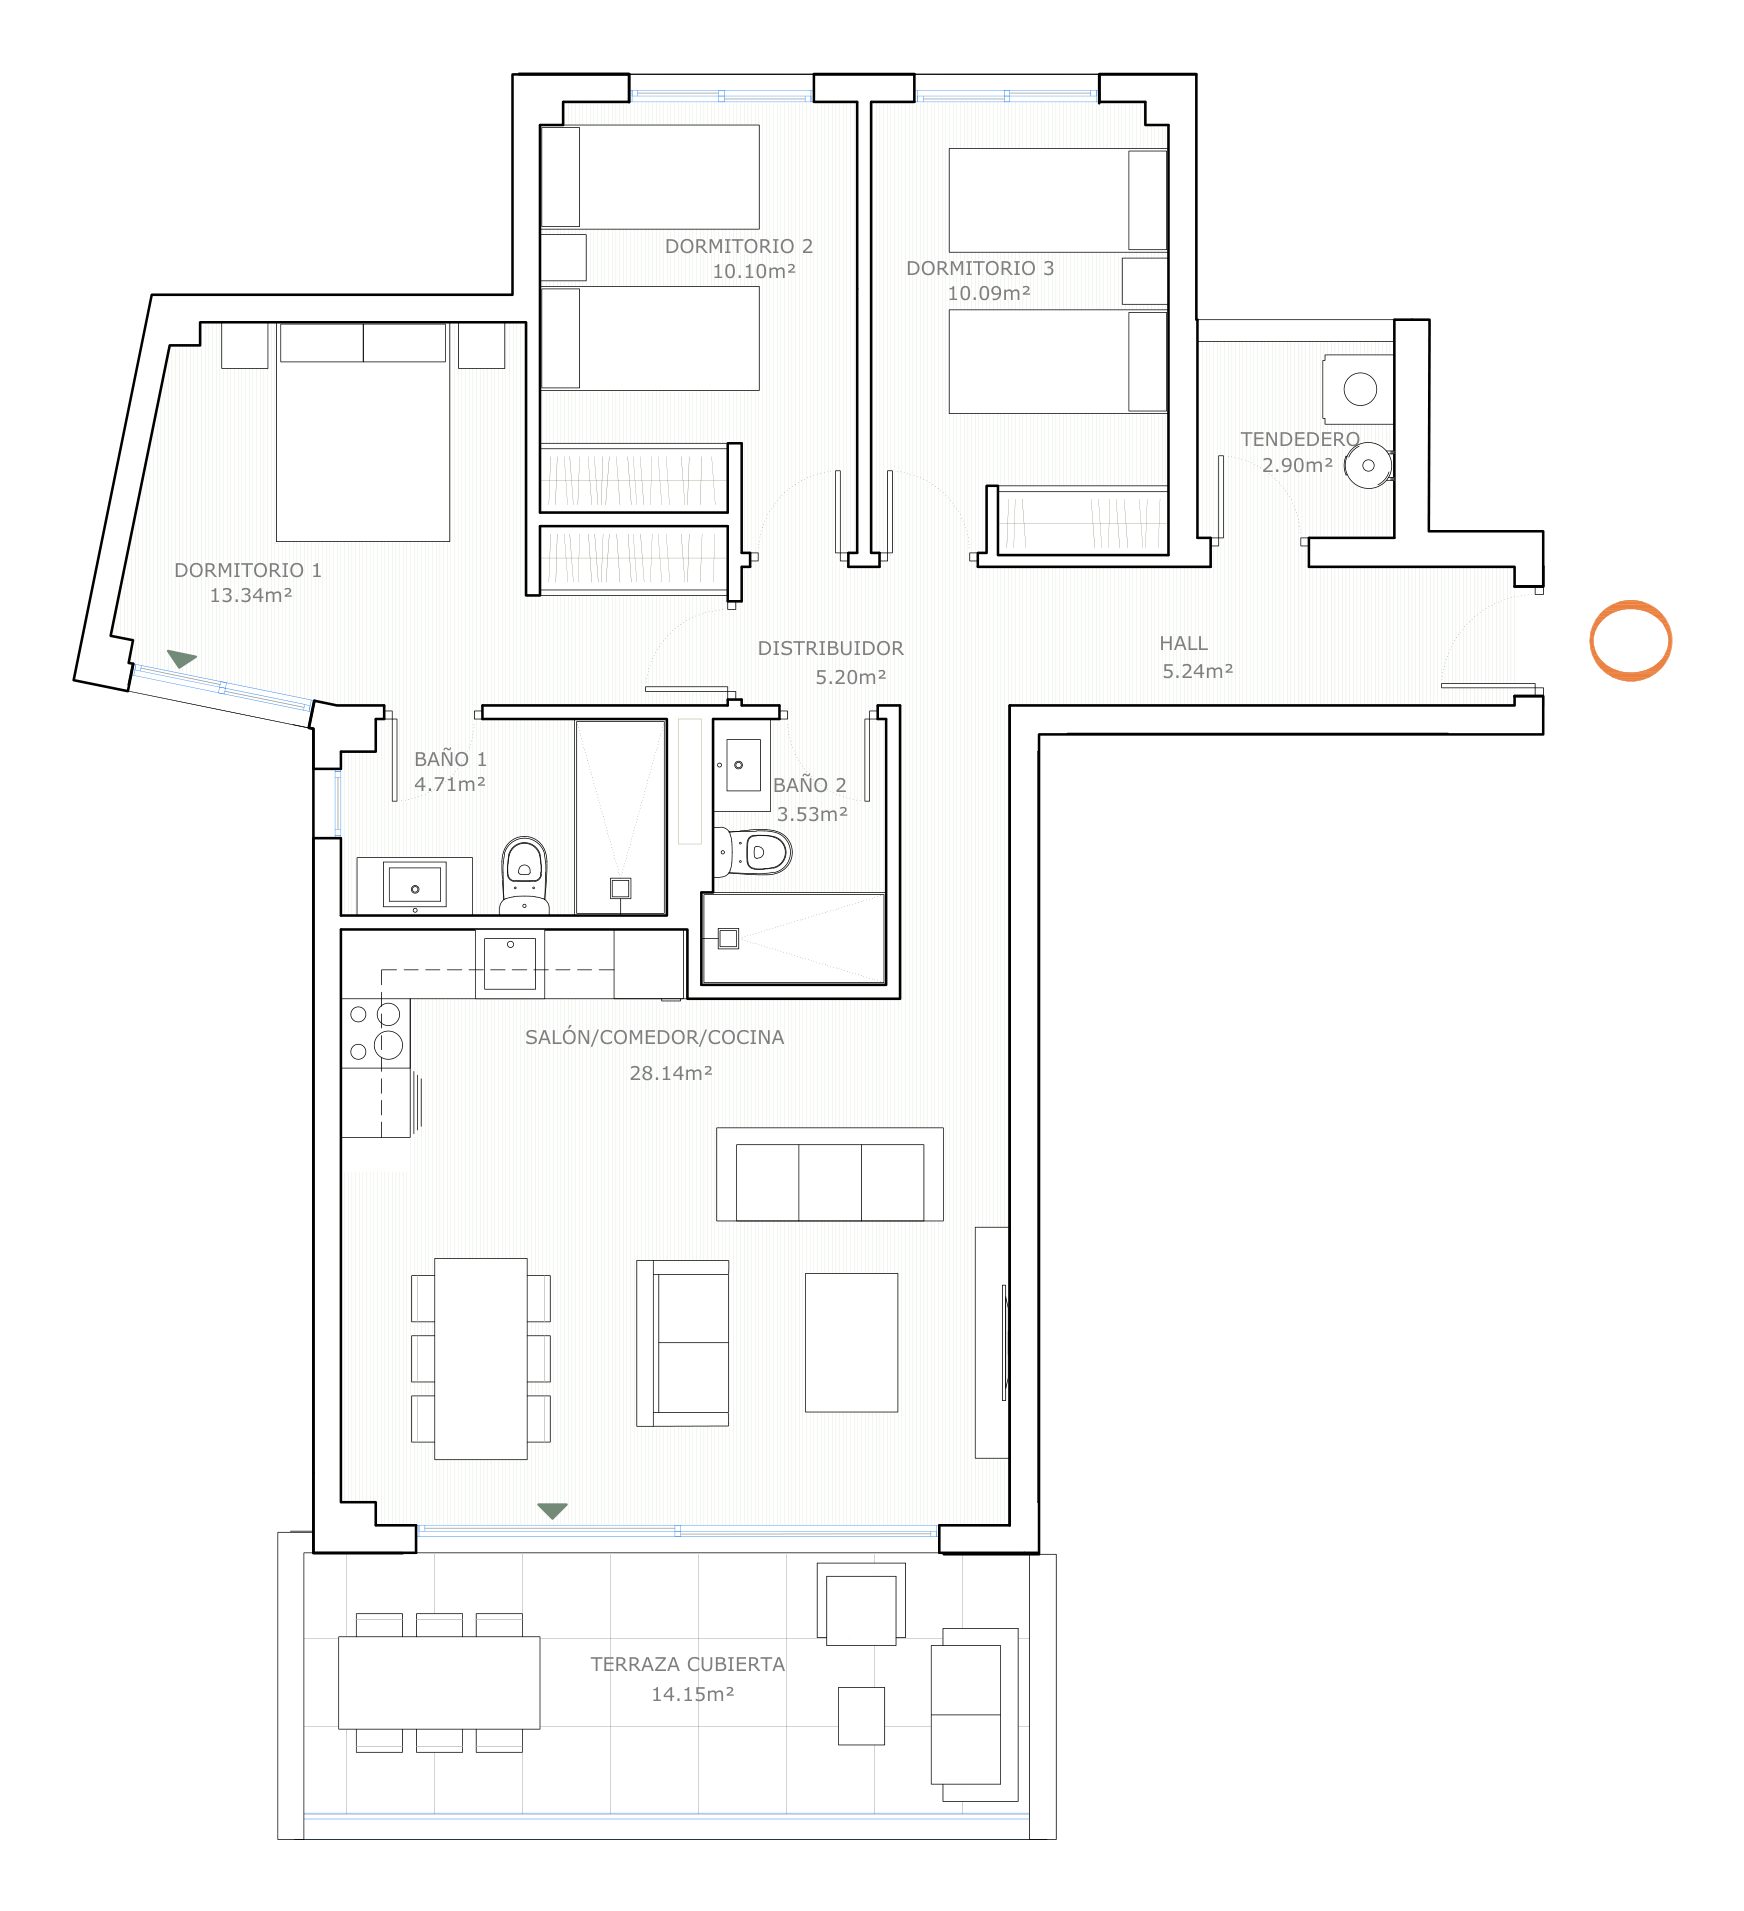 DORMITORIO 2
10.10m²
DORMITORIO 3
10.09m²
TENDEDERO
2.90m²
DORMITORIO 1
13.34m²
DISTRIBUIDOR
5.20m²
HALL
5.24m²
BAÑO 1
4.71m²
BAÑO 2
3.53m²
SALÓN/COMEDOR/COCINA
28.14m²
TERRAZA CUBIERTA
14.15m²